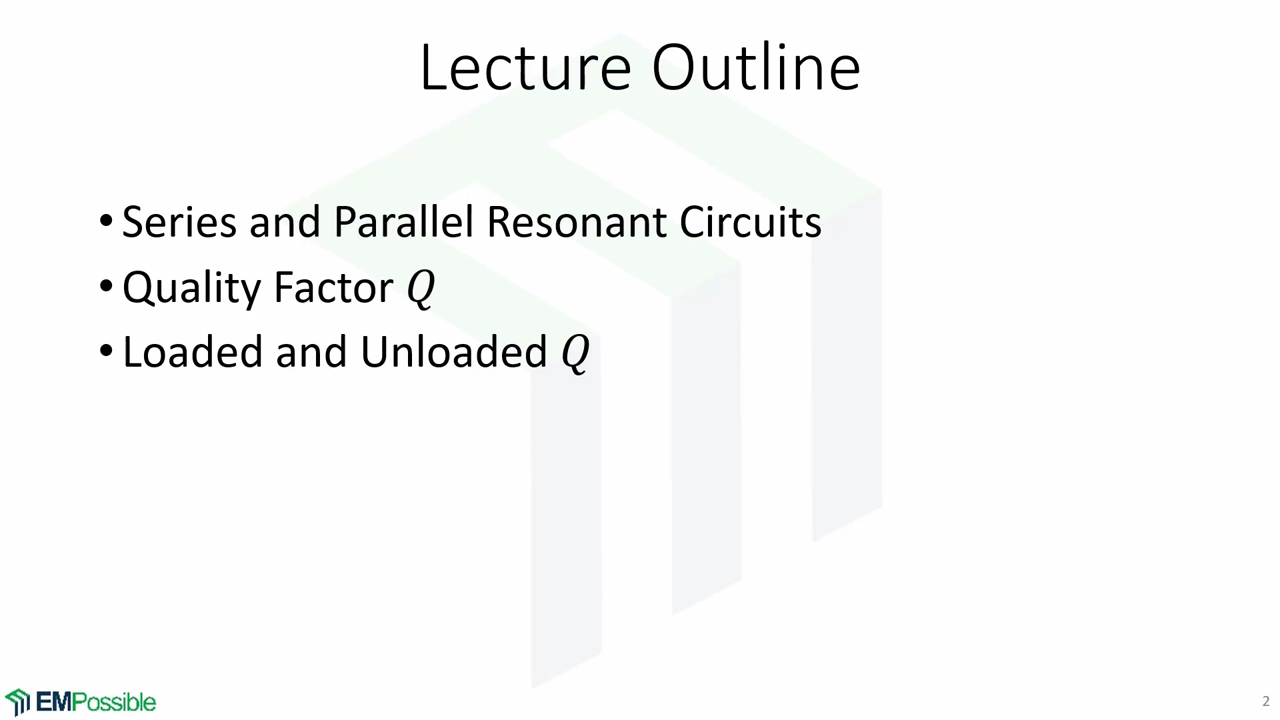 Lecture Outline
• Series and Parallel Resonant Circuits
• Quality Factor Q
• Loaded and Unloaded Q
EMPossible
2